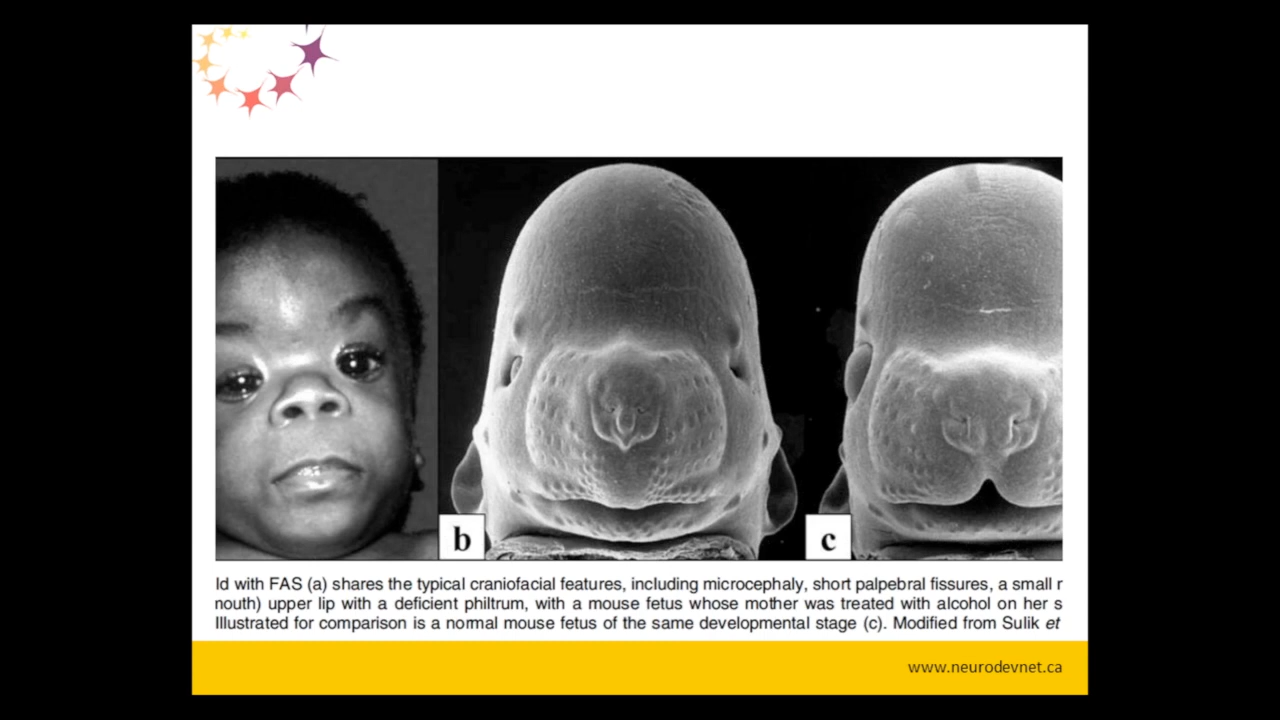 b
c
ld with FAS (a) shares the typical craniofacial features, including microcephaly, short palpebral fissures, a small
nouth) upper lip with a deficient philtrum, with a mouse fetus whose mother was treated with alcohol on her
Illustrated for comparison is a normal mouse fetus of the same developmental stage (c). Modified from Sulik et
www.neurodevnet.ca